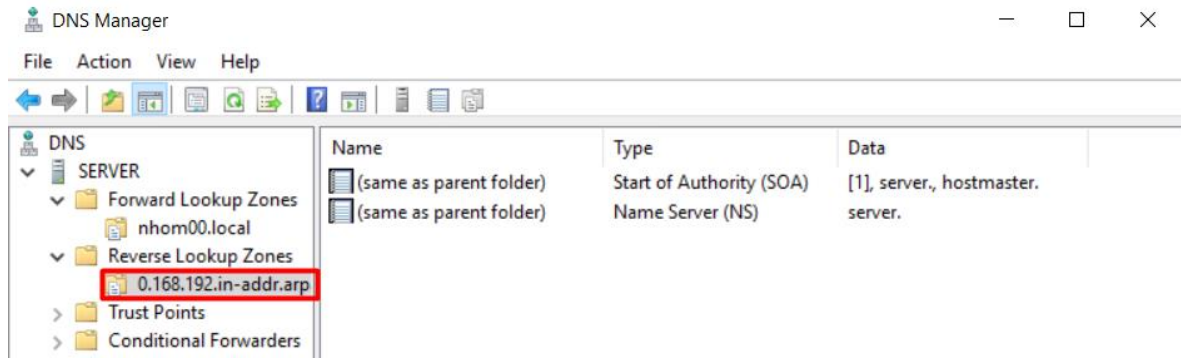 DNS Manager
File Action View Help
DNS
SERVER
Forward Lookup Zones
nhom00.local
Reverse Lookup Zones
0.168.192.in-addr.arp
Trust Points
Conditional Forwarders
Name Type Data
(same as parent folder) Start of Authority (SOA) [1], server., hostmaster.
(same as parent folder) Name Server (NS) server.